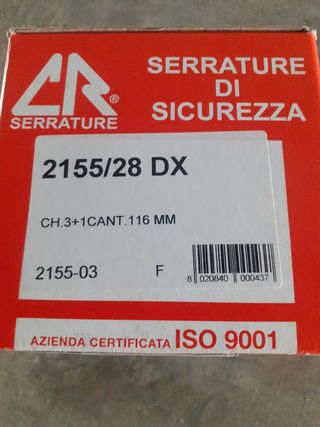 CR®
SERRATURE
SERRATURE
DI
SICUREZZA
2155/28 DX
CH.3+1CANT.116 MM
2155-03 F
8 020840 000437
AZIENDA CERTIFICATA ISO 9001